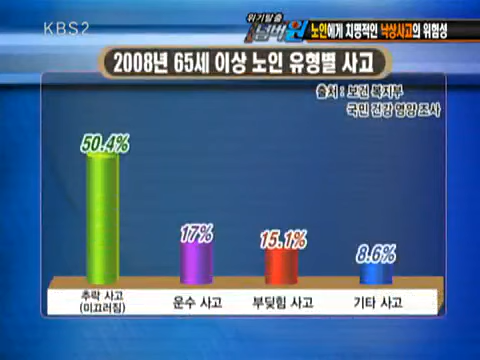 KBS2
위기탈출 넘버원
노인에게 치명적인 낙상사고의 위험성
2008년 65세 이상 노인 유형별 사고
출처 : 보건 복지부
국민 건강 영양 조사
50.4%
17%
15.1%
8.6%
추락 사고
(미끄러짐)
운수 사고
부딪힘 사고
기타 사고